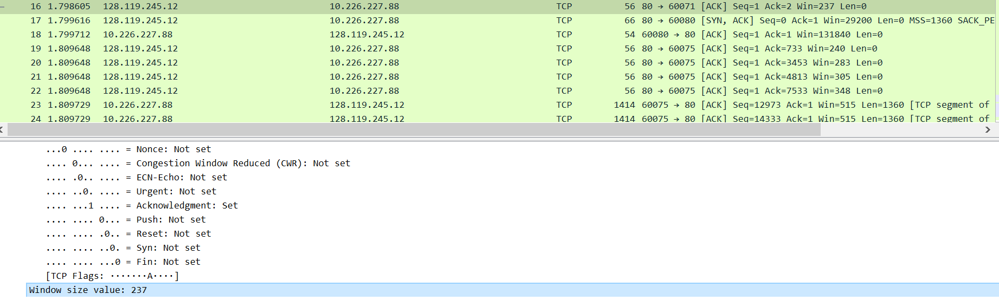 16 1.798605 128.119.245.12 10.226.227.88 TCP 56 80 → 60071 [ACK] Seq=1 Ack=2 Win=237 Len=0
17 1.799616 128.119.245.12 10.226.227.88 TCP 66 80 → 60080 [SYN, ACK] Seq=0 Ack=1 Win=29200 Len=0 MSS=1360 SACK_PE
18 1.799712 10.226.227.88 128.119.245.12 TCP 54 60080 → 80 [ACK] Seq=1 Ack=1 Win=131840 Len=0
19 1.809648 128.119.245.12 10.226.227.88 TCP 56 80 → 60075 [ACK] Seq=1 Ack=733 Win=240 Len=0
20 1.809648 128.119.245.12 10.226.227.88 TCP 56 80 → 60075 [ACK] Seq=1 Ack=3453 Win=283 Len=0
21 1.809648 128.119.245.12 10.226.227.88 TCP 56 80 → 60075 [ACK] Seq=1 Ack=4813 Win=305 Len=0
22 1.809648 128.119.245.12 10.226.227.88 TCP 56 80 → 60075 [ACK] Seq=1 Ack=7533 Win=348 Len=0
23 1.809729 10.226.227.88 128.119.245.12 TCP 1414 60075 → 80 [ACK] Seq=12973 Ack=1 Win=515 Len=1360 [TCP segment of
24 1.809729 10.226.227.88 128.119.245.12 TCP 1414 60075 → 80 [ACK] Seq=14333 Ack=1 Win=515 Len=1360 [TCP segment of
...0 .... .... = Nonce: Not set
.... 0... .... = Congestion Window Reduced (CWR): Not set
.... .0.. .... = ECN-Echo: Not set
.... ..0. .... = Urgent: Not set
.... ...1 .... = Acknowledgment: Set
.... .... 0... = Push: Not set
.... .... .0.. = Reset: Not set
.... .... ..0. = Syn: Not set
.... .... ...0 = Fin: Not set
[TCP Flags: ·······A····]
Window size value: 237